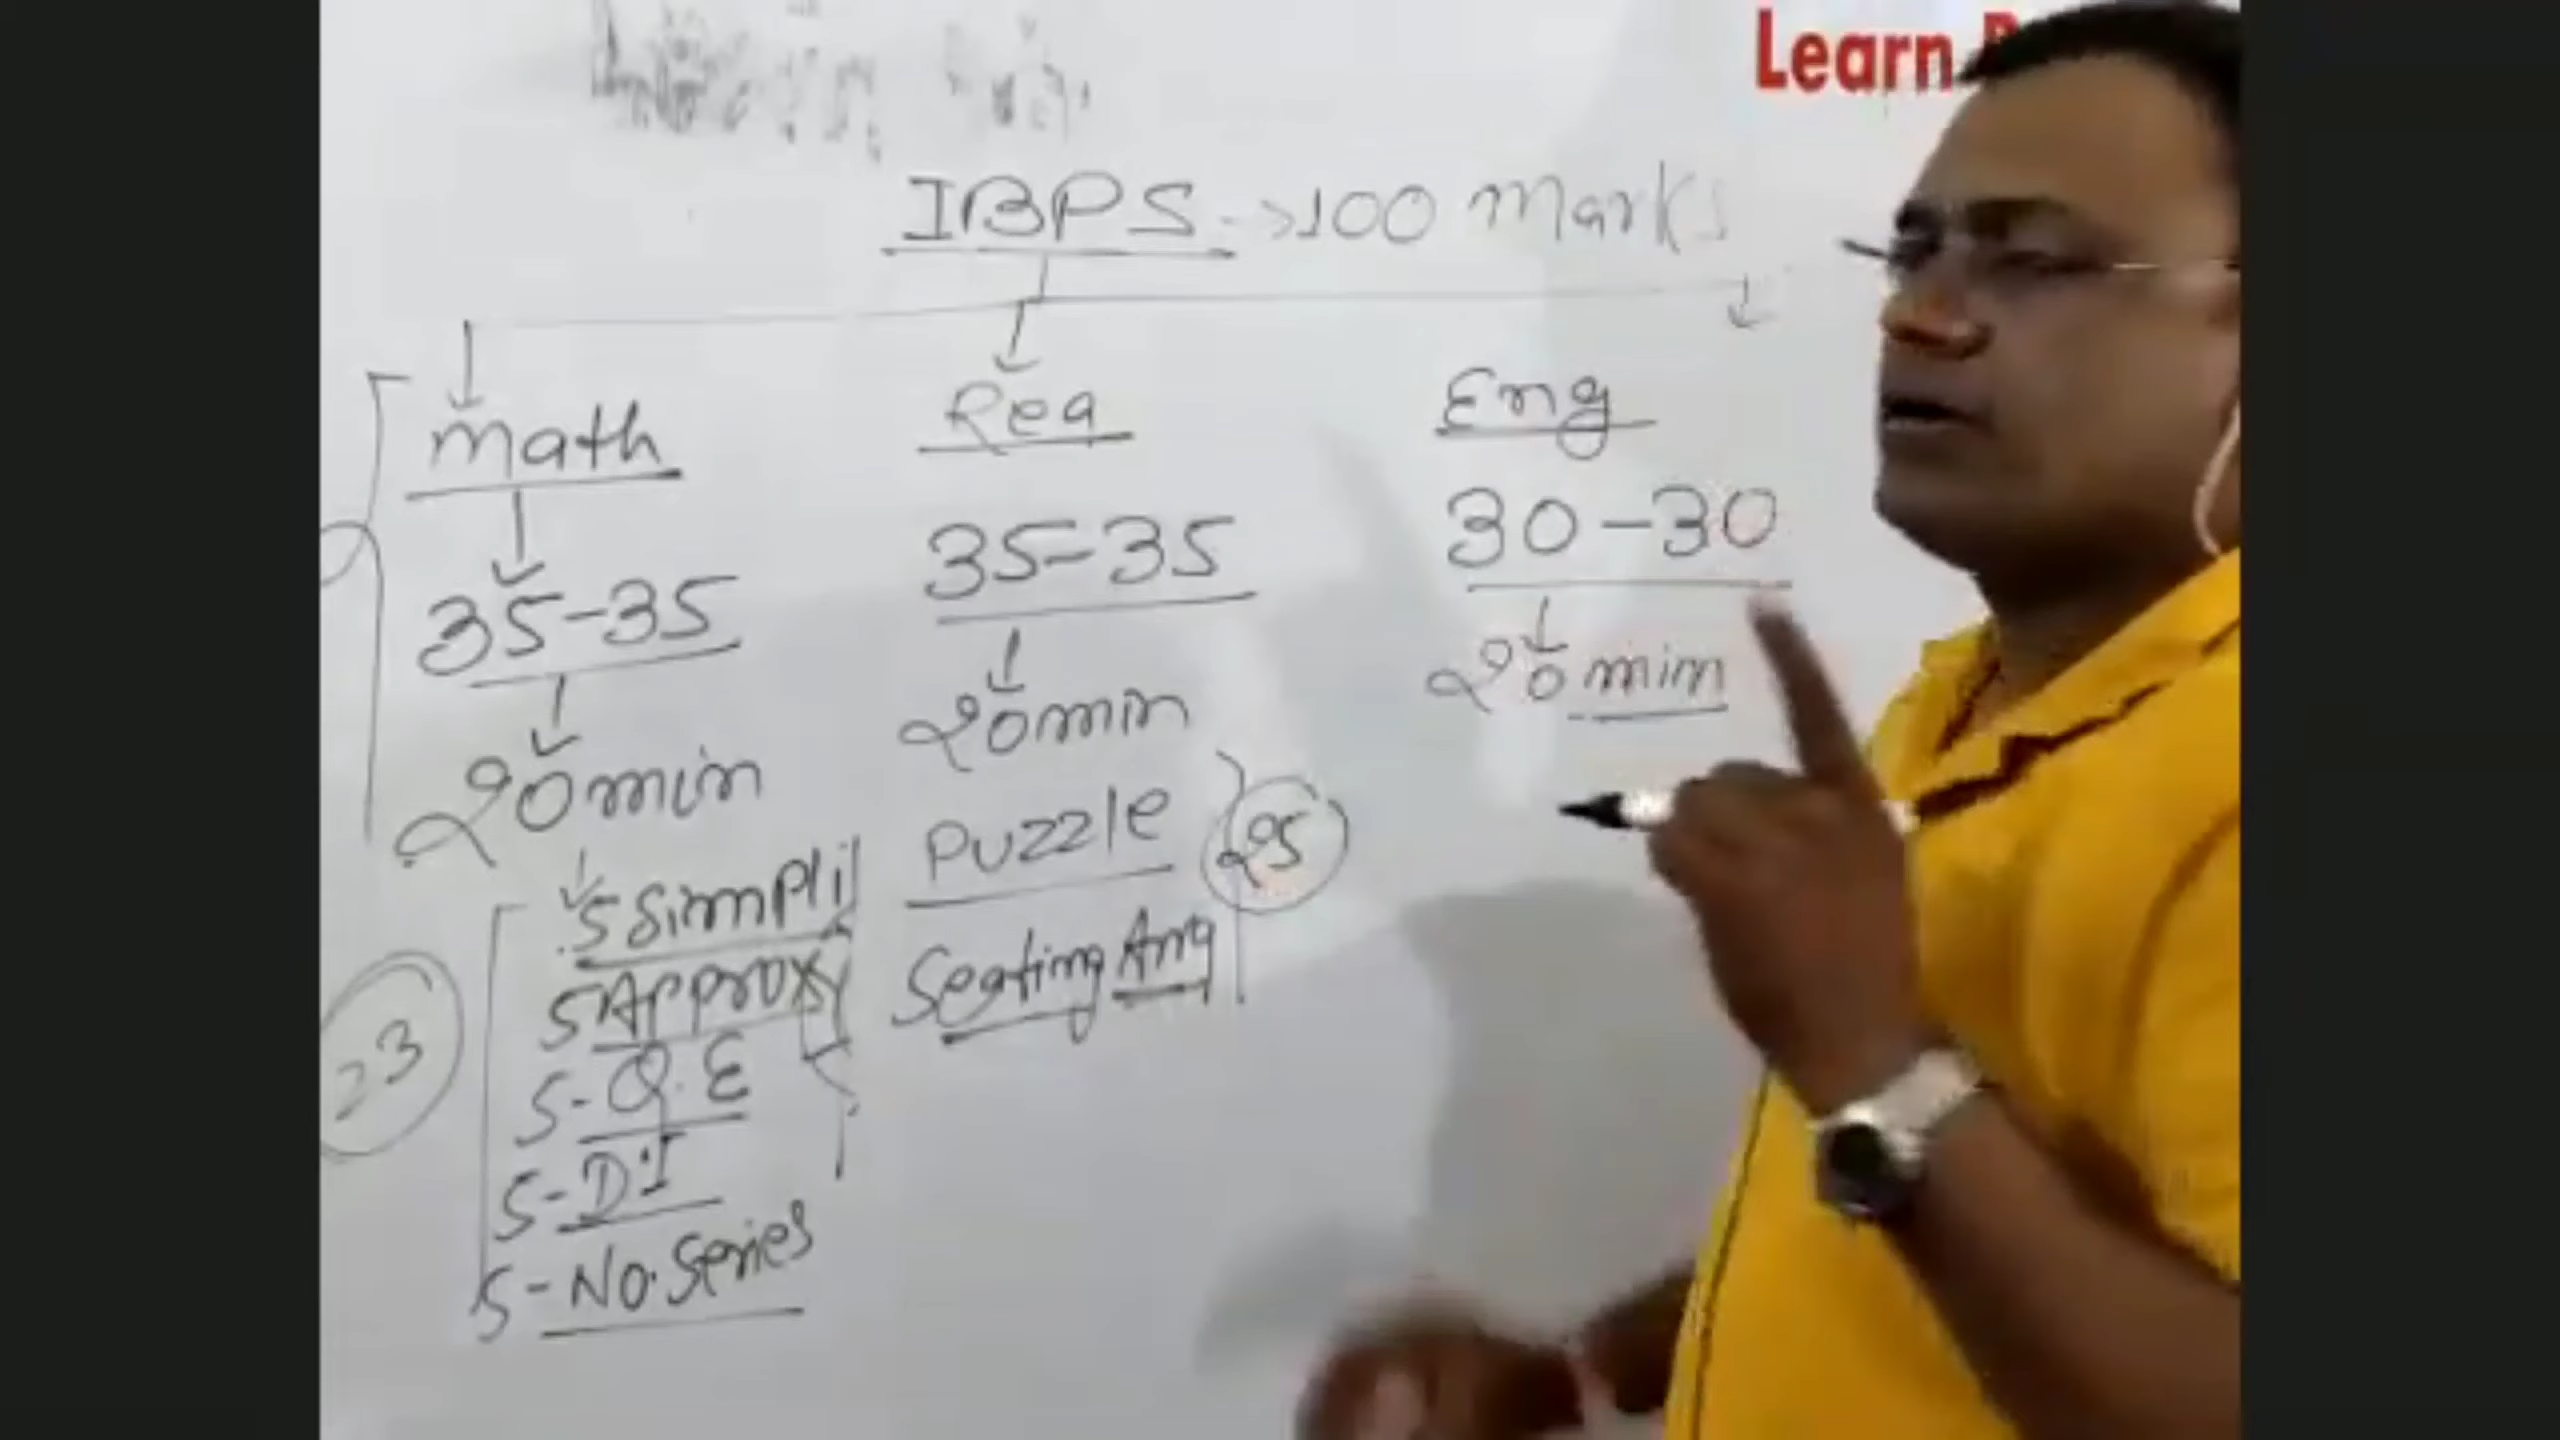 Learn
IBPS → 100 Marks
Math
35-35
20min
5 Simpli
5 Approx
5-Q.E
5-D.I
5-No.Series
23
Rea
35-35
20min
Puzzle
Seating Ang
25
Eng
30-30
20 min